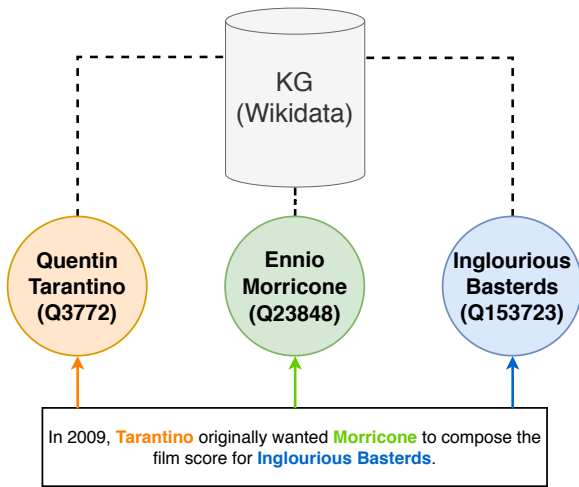 KG
(Wikidata)
Quentin
Tarantino
(Q3772)
Ennio
Morricone
(Q23848)
Inglourious
Basterds
(Q153723)
In 2009, Tarantino originally wanted Morricone to compose the
film score for Inglourious Basterds.